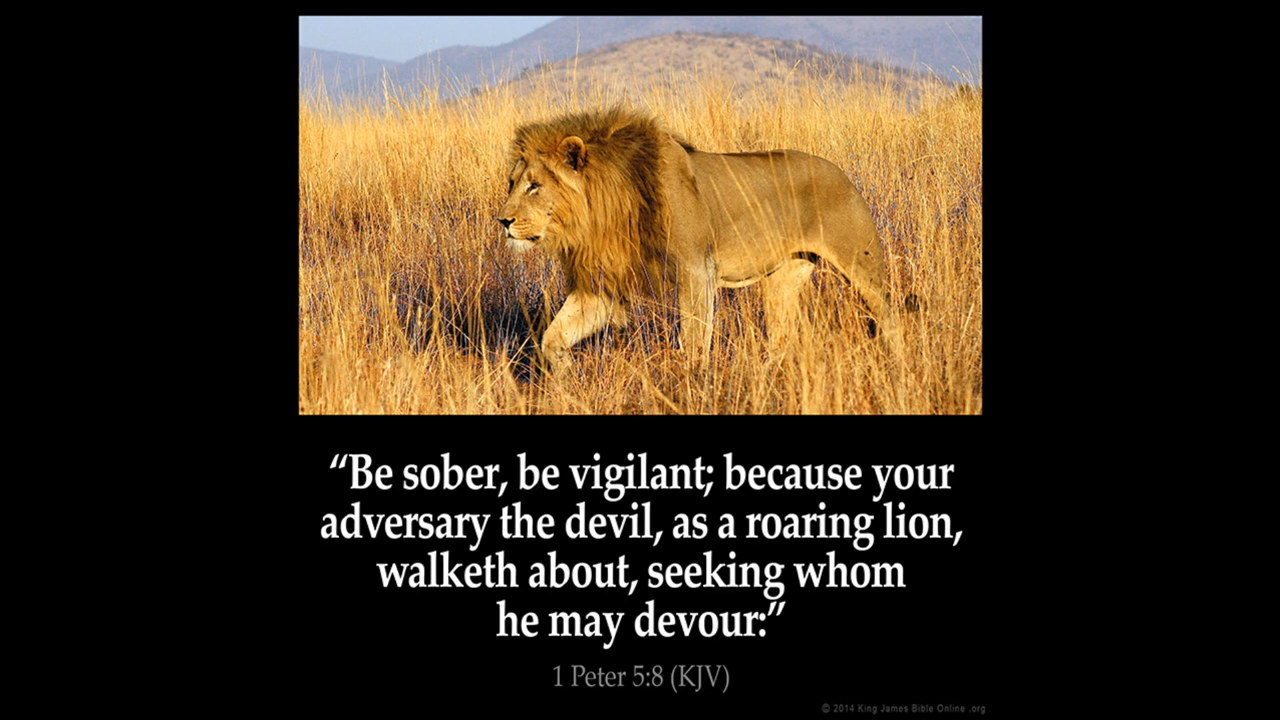 “Be sober, be vigilant; because your
adversary the devil, as a roaring lion,
walketh about, seeking whom
he may devour:”
1 Peter 5:8 (KJV)
© 2014 King James Bible Online .org